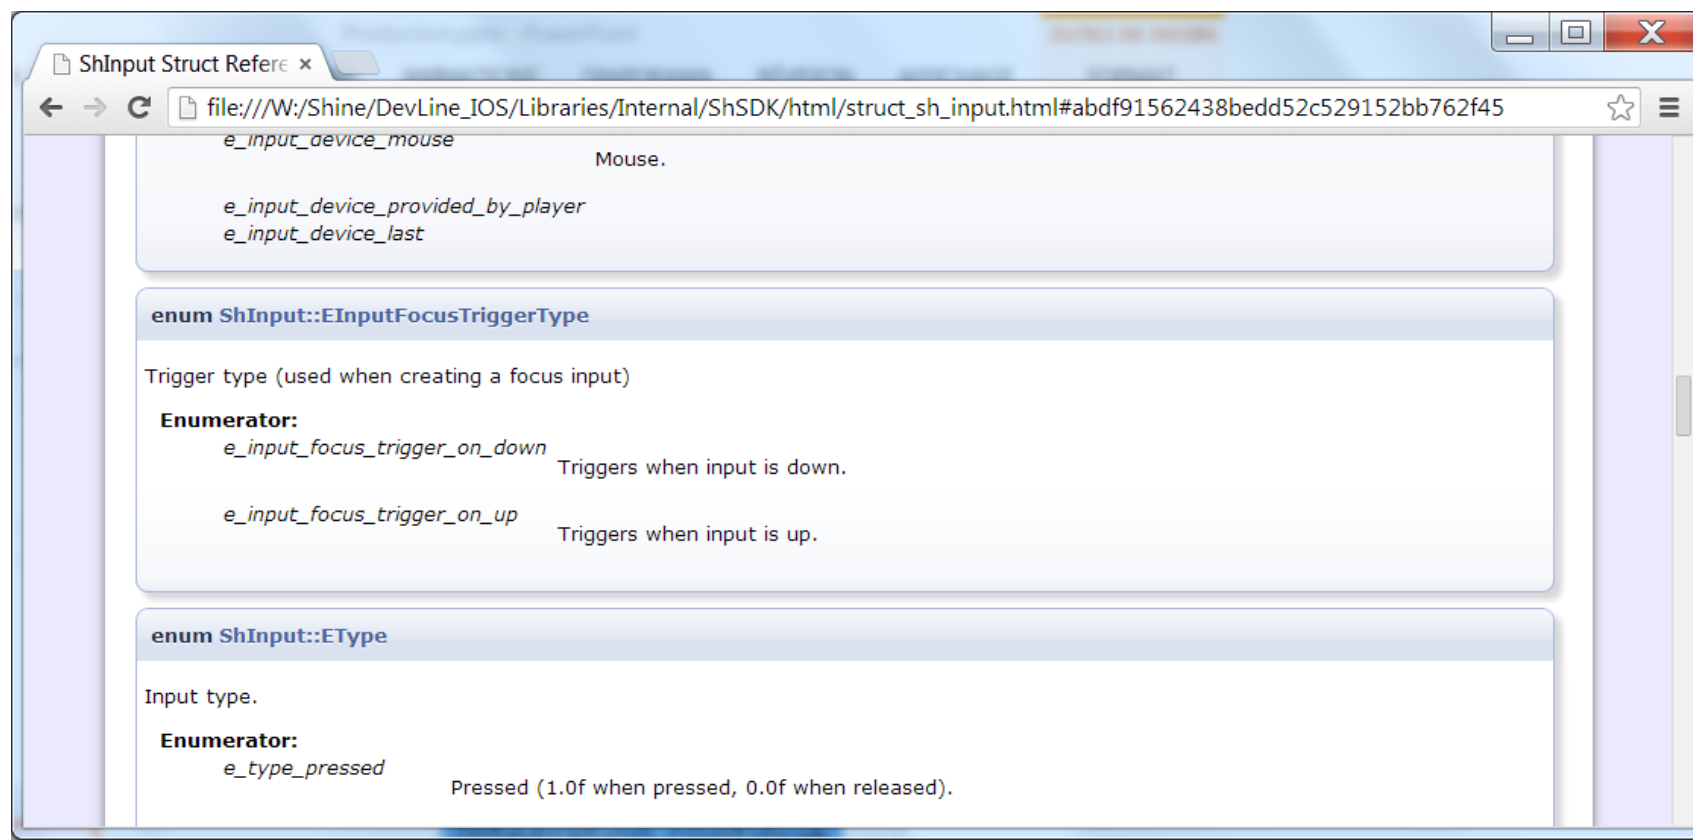 ShInput Struct Refere ×
file:///W:/Shine/DevLine_IOS/Libraries/Internal/ShSDK/html/struct_sh_input.html#abdf91562438bedd52c529152bb762f45
e_input_device_mouse
Mouse.
e_input_device_provided_by_player
e_input_device_last
enum ShInput::EInputFocusTriggerType
Trigger type (used when creating a focus input)
Enumerator:
e_input_focus_trigger_on_down
Triggers when input is down.
e_input_focus_trigger_on_up
Triggers when input is up.
enum ShInput::EType
Input type.
Enumerator:
e_type_pressed
Pressed (1.0f when pressed, 0.0f when released).